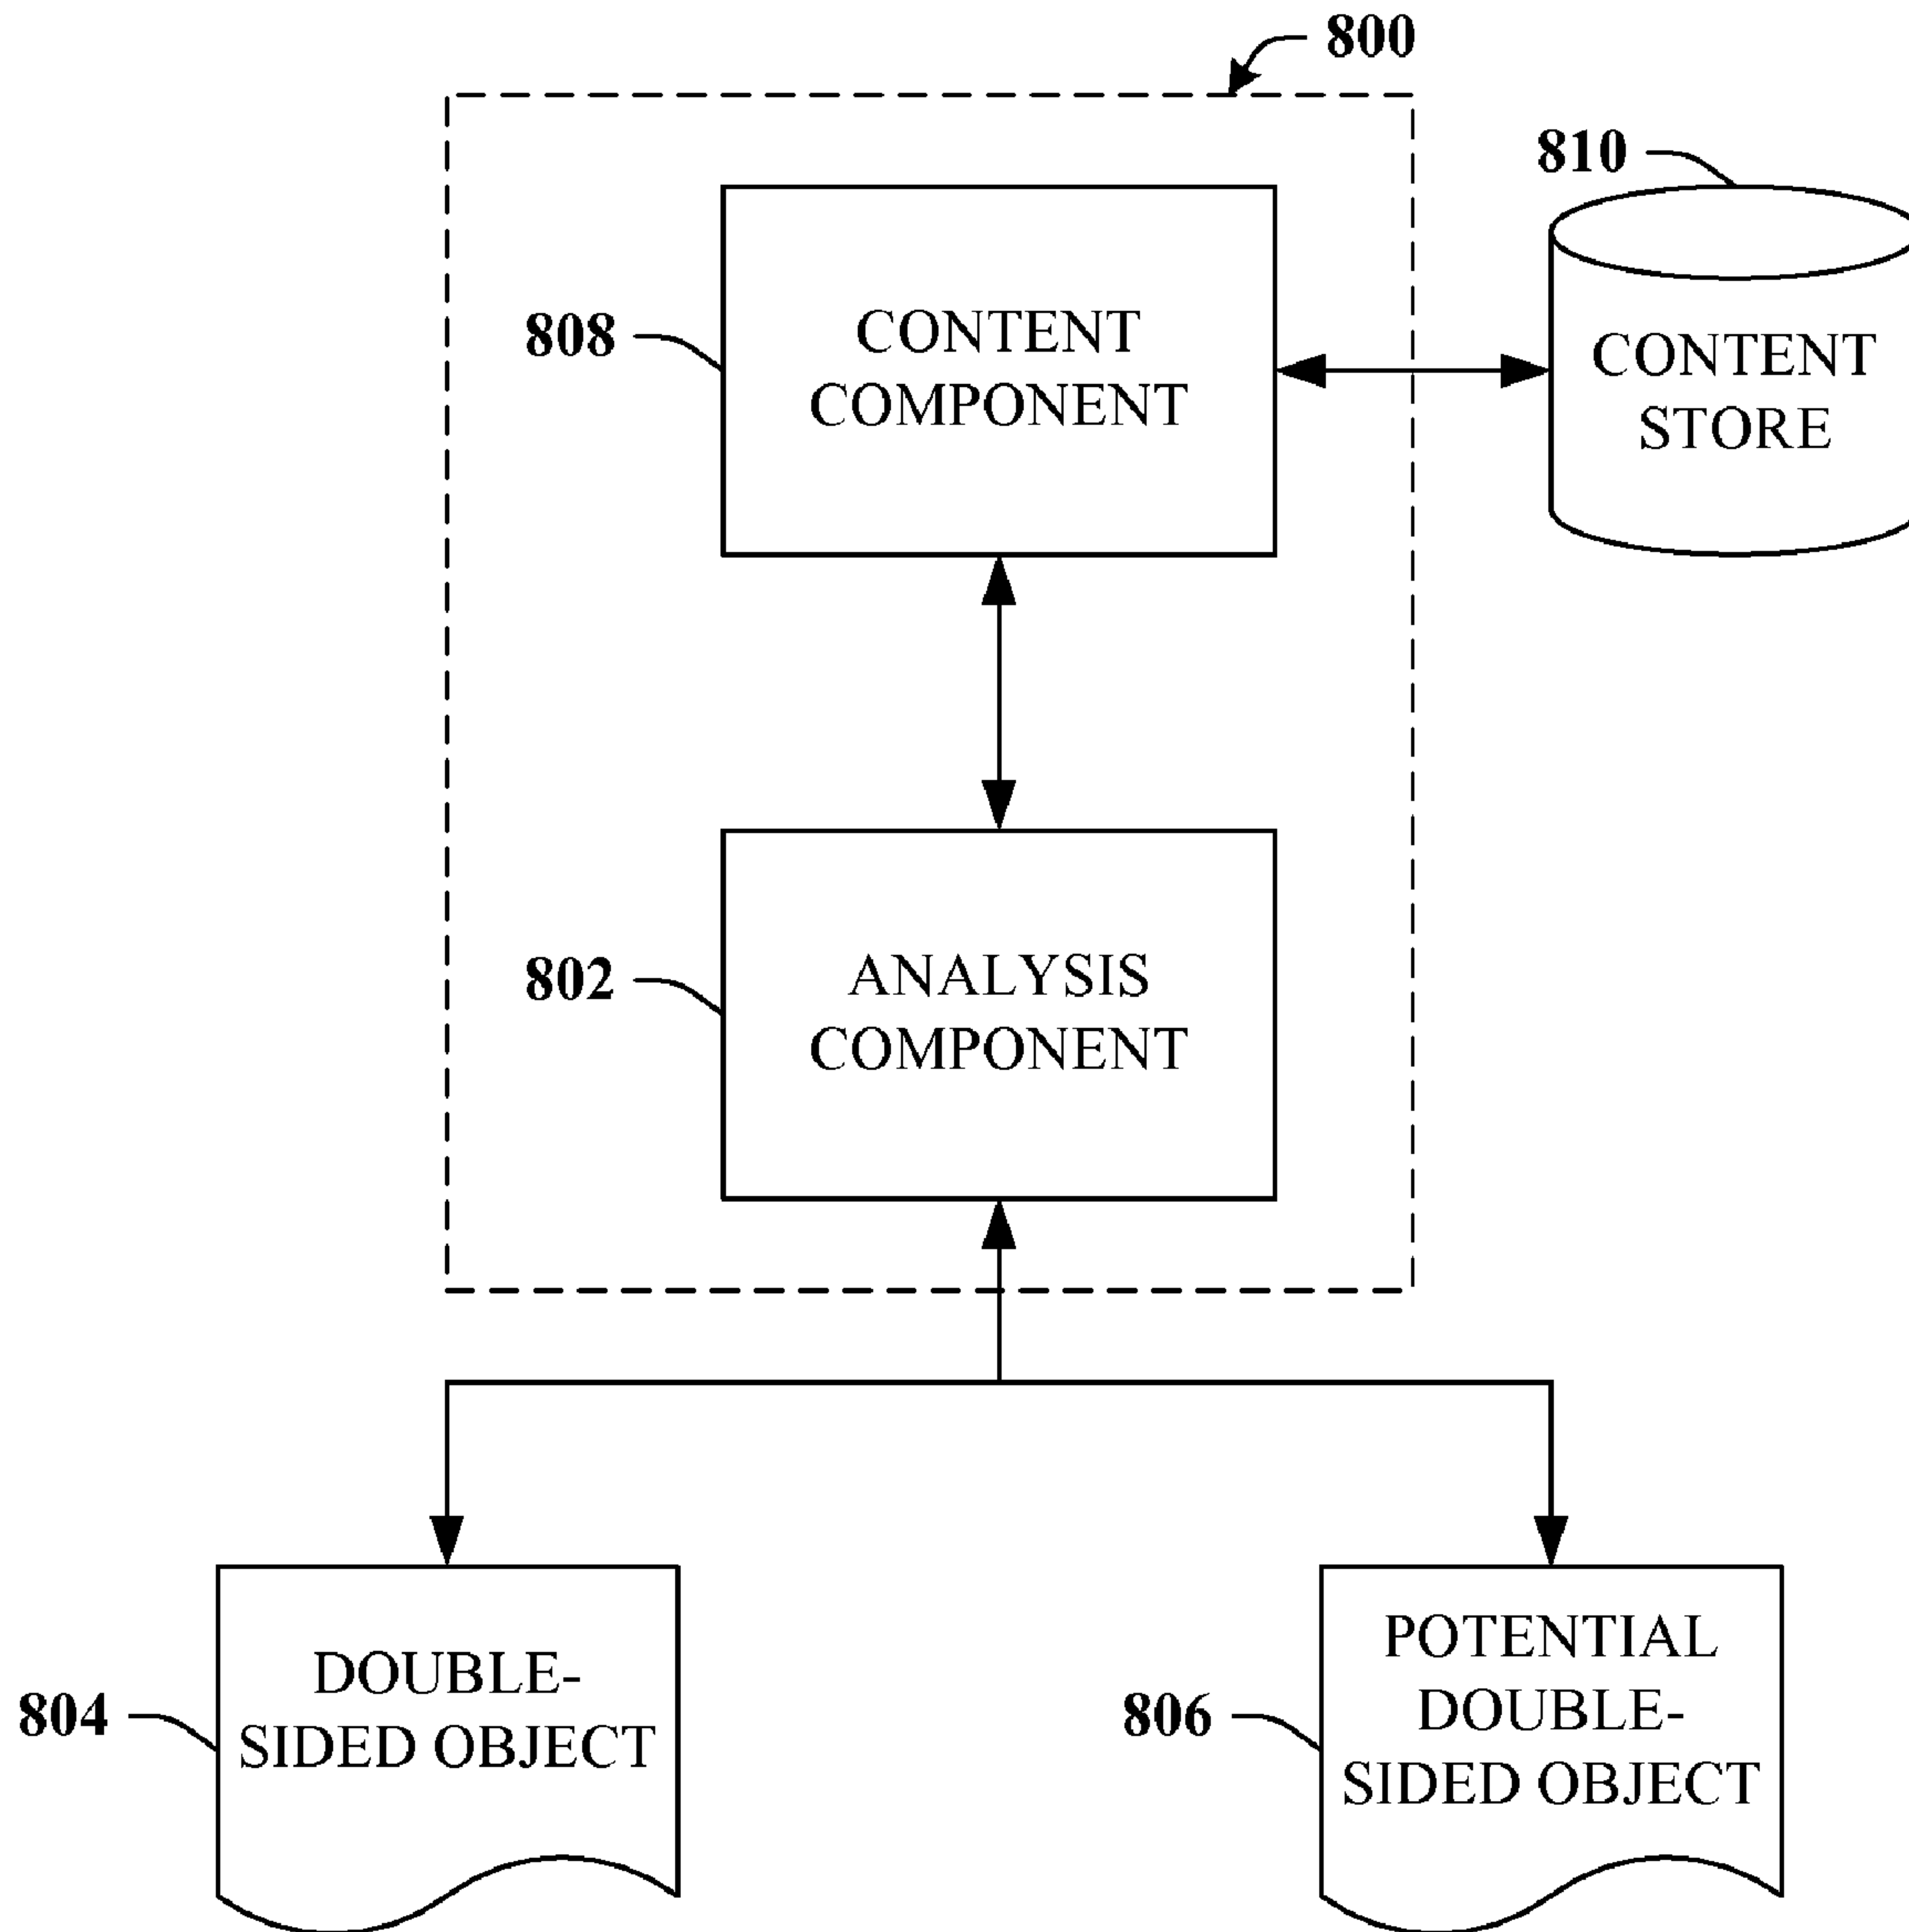 800
810
808
CONTENT
COMPONENT
CONTENT
STORE
802
ANALYSIS
COMPONENT
804
DOUBLE-
SIDED OBJECT
806
POTENTIAL
DOUBLE-
SIDED OBJECT